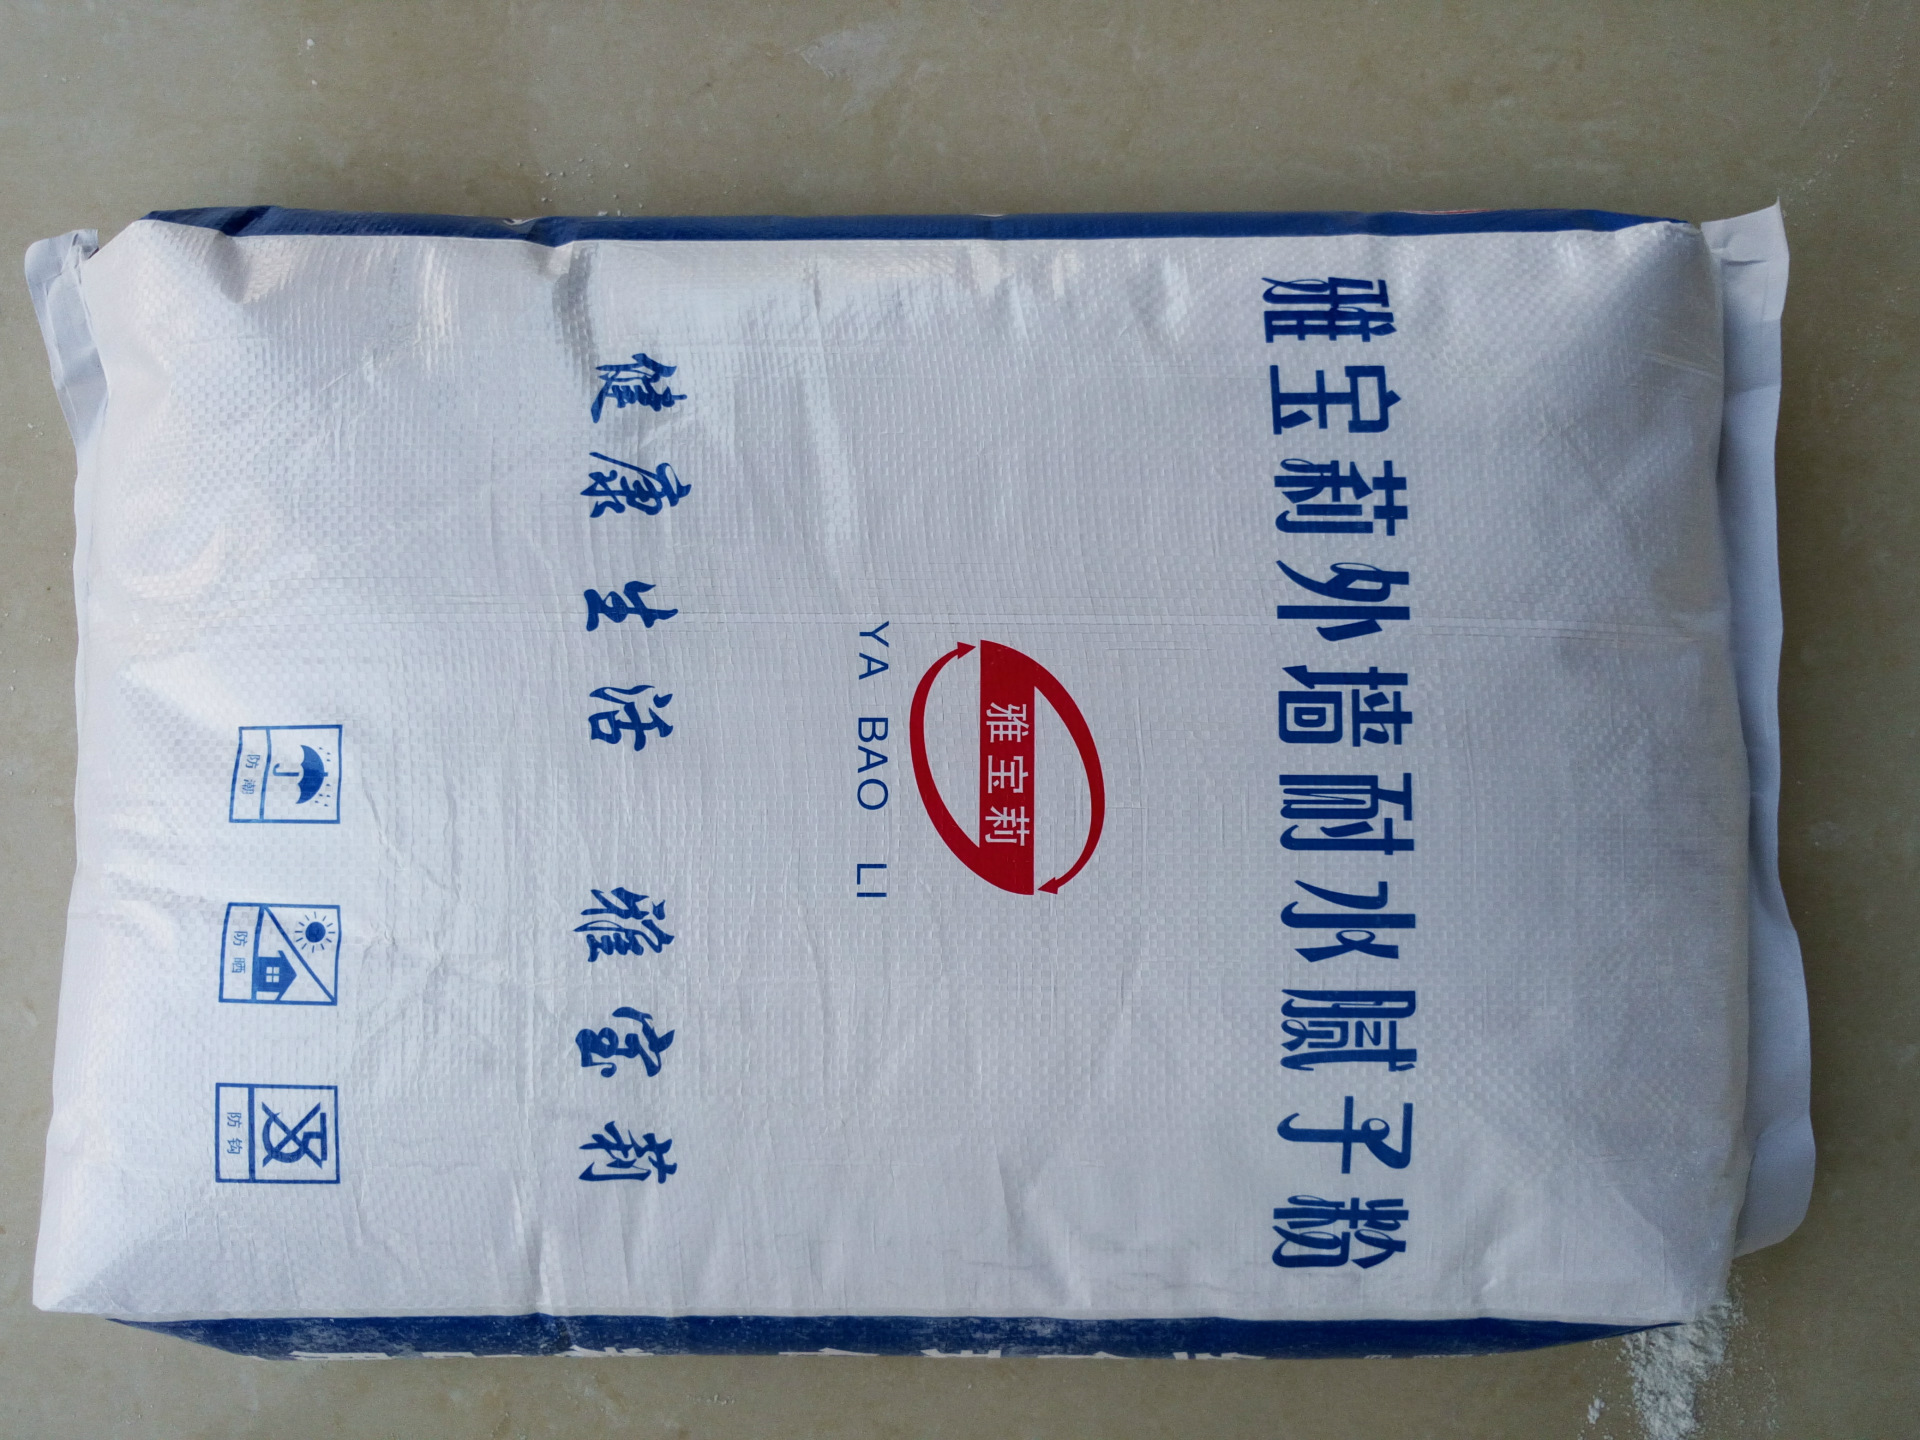 雅宝莉外墙耐水腻子粉
雅宝莉
YA BAO LI
健康生活 雅宝莉
防潮
防晒
防钩